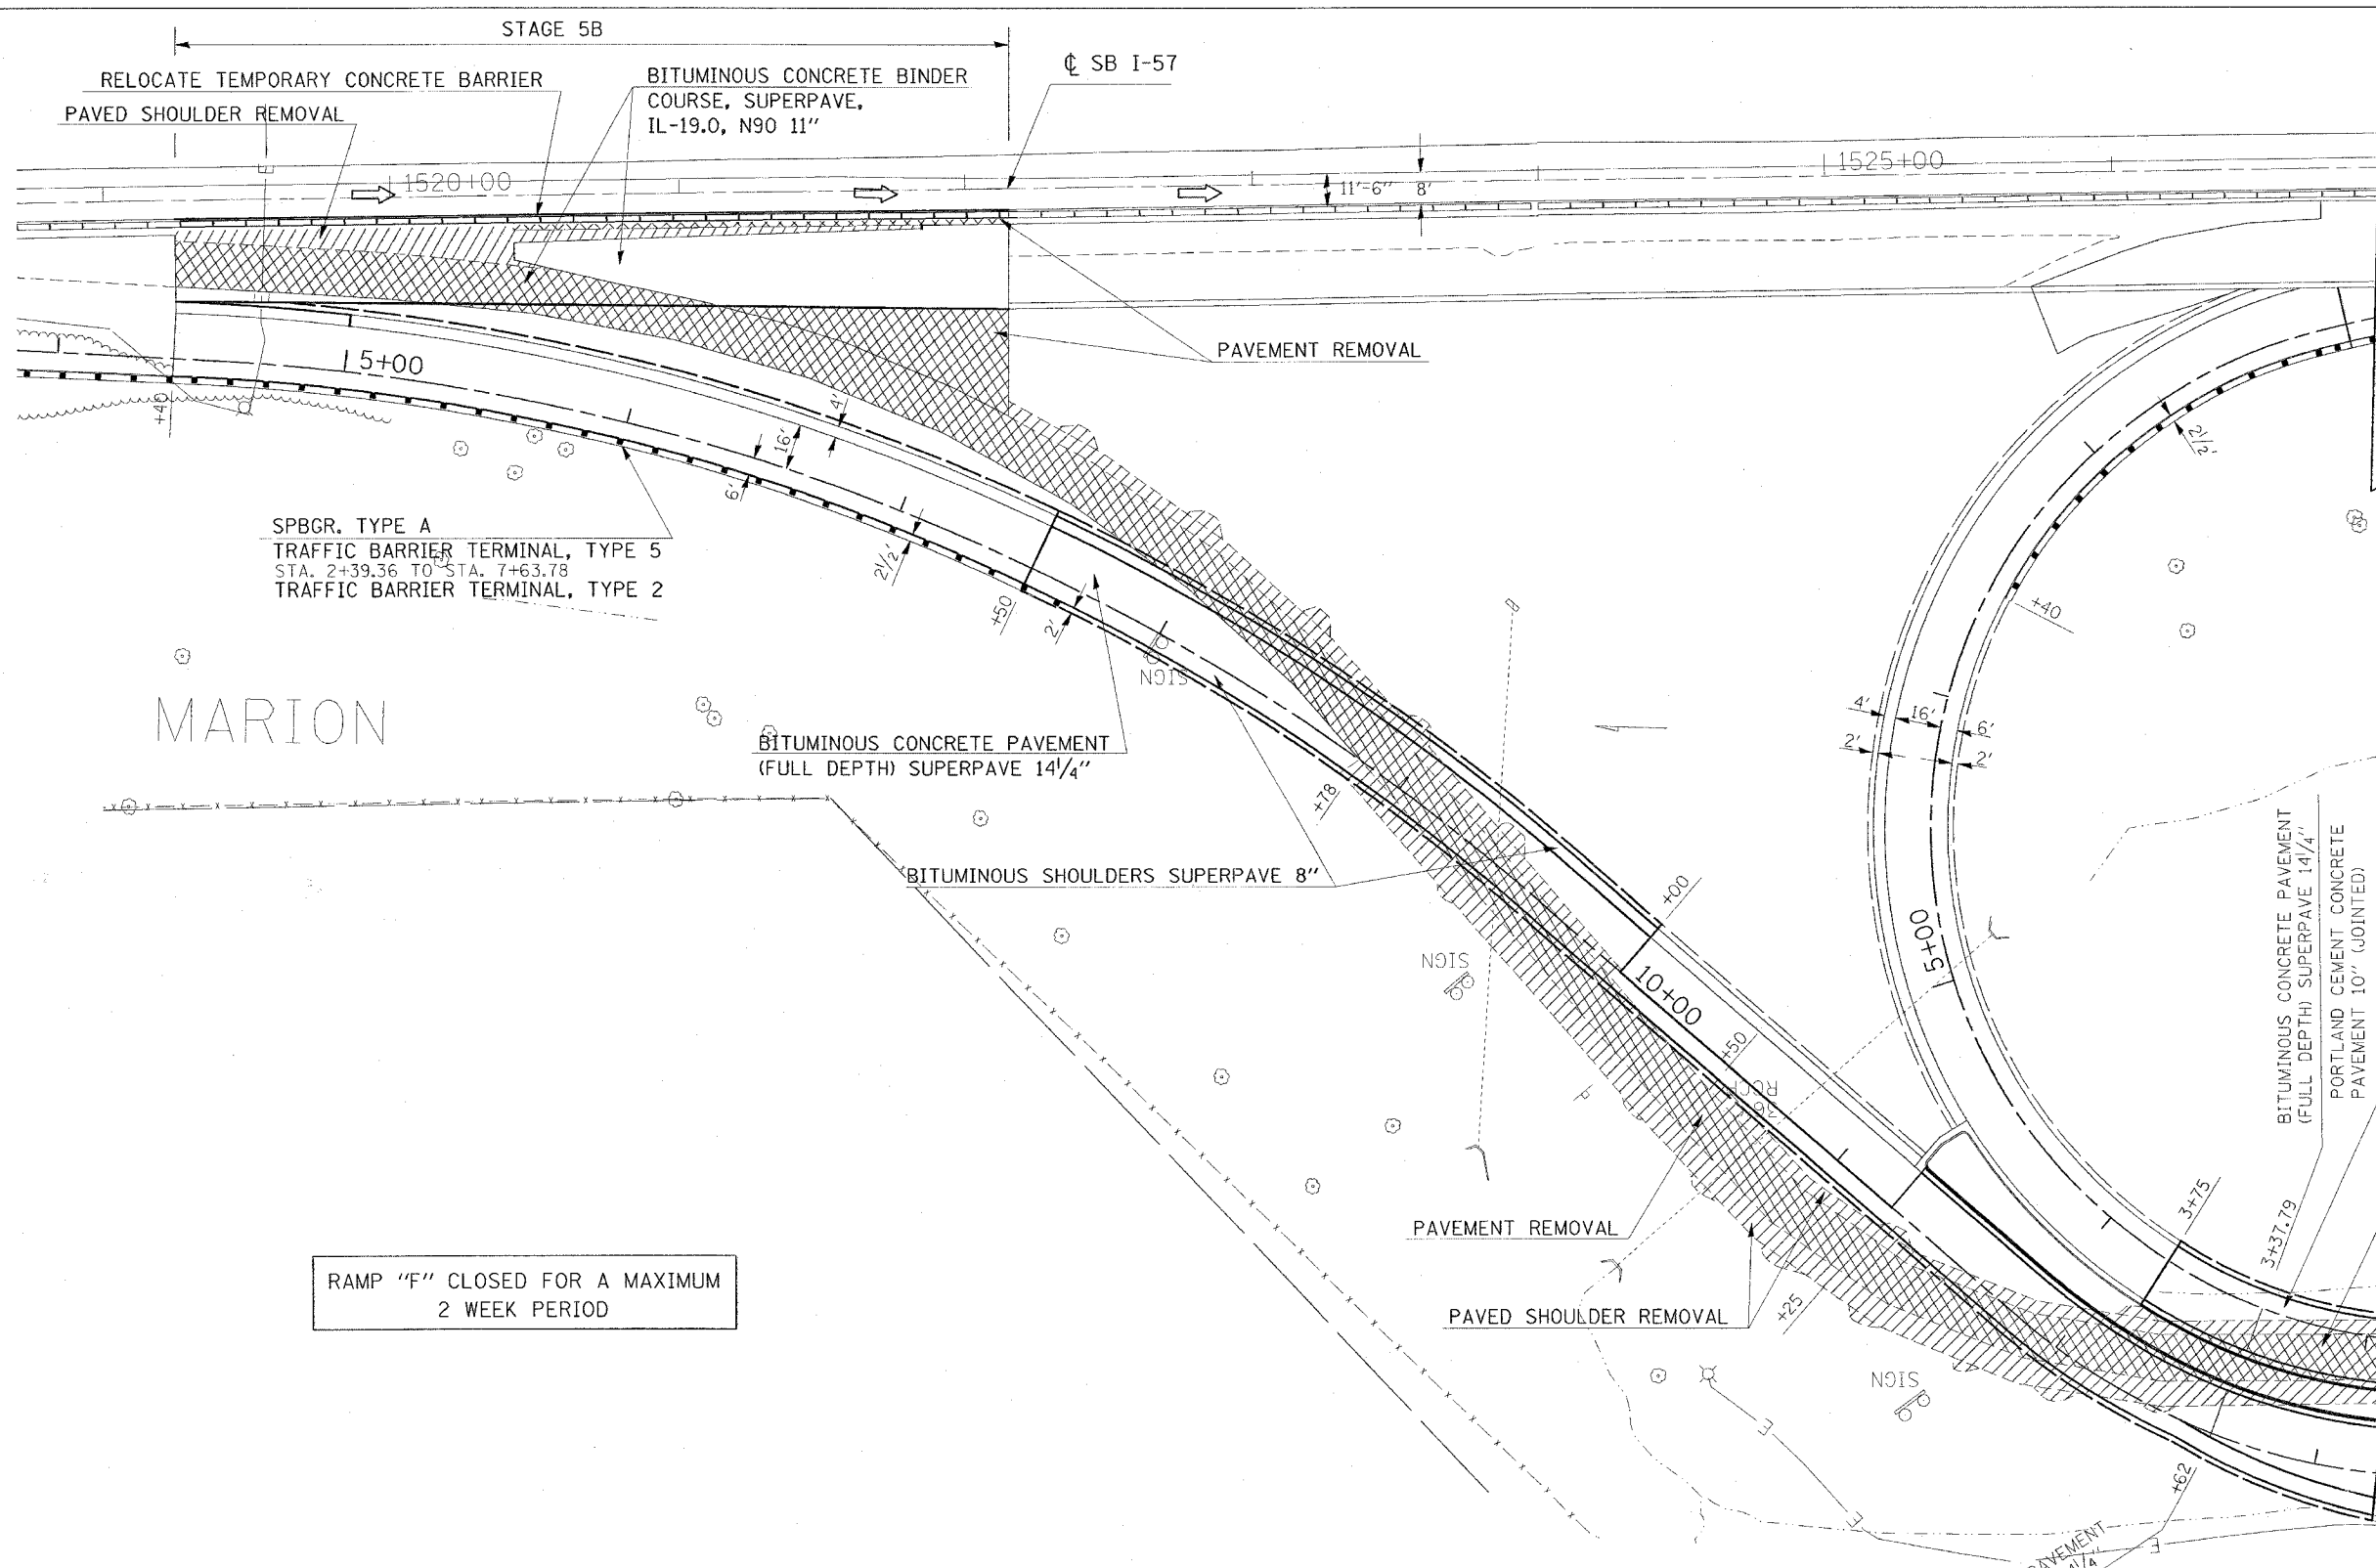 STAGE 5B
RELOCATE TEMPORARY CONCRETE BARRIER
PAVED SHOULDER REMOVAL
BITUMINOUS CONCRETE BINDER
COURSE, SUPERPAVE,
IL-19.0, N90 11"
℄ SB I-57
1520+00
11'-6"
8'
1525+00
PAVEMENT REMOVAL
5+00
+40
4'
16'
6'
2½'
SPBGR. TYPE A
TRAFFIC BARRIER TERMINAL, TYPE 5
STA. 2+39.36 TO STA. 7+63.78
TRAFFIC BARRIER TERMINAL, TYPE 2
2½'
+50
2'
SIGN
+40
MARION
BITUMINOUS CONCRETE PAVEMENT
(FULL DEPTH) SUPERPAVE 14¼"
+78
4'
16'
6'
2'
2'
BITUMINOUS SHOULDERS SUPERPAVE 8"
+00
SIGN
10+00
5+00
+50
36
BITUMINOUS CONCRETE PAVEMENT
(FULL DEPTH) SUPERPAVE 14¼"
PORTLAND CEMENT CONCRETE
PAVEMENT 10" (JOINTED)
PAVEMENT REMOVAL
3+75
3+37.79
PAVED SHOULDER REMOVAL
+25
RAMP "F" CLOSED FOR A MAXIMUM
2 WEEK PERIOD
SIGN
E
E
E
+62
PAVEMENT